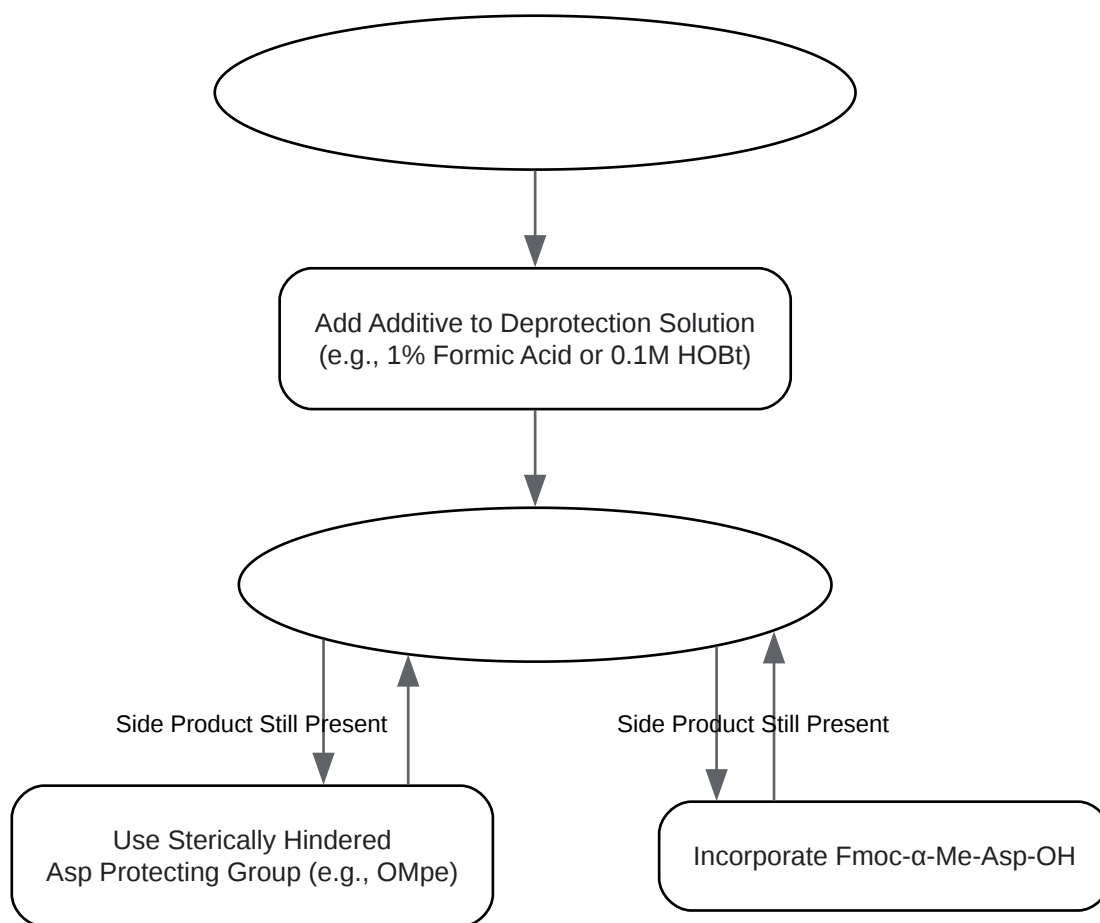 Add Additive to Deprotection Solution
(e.g., 1% Formic Acid or 0.1M HOBt)
Side Product Still Present
Side Product Still Present
Use Sterically Hindered
Asp Protecting Group (e.g., OMpe)
Incorporate Fmoc-α-Me-Asp-OH